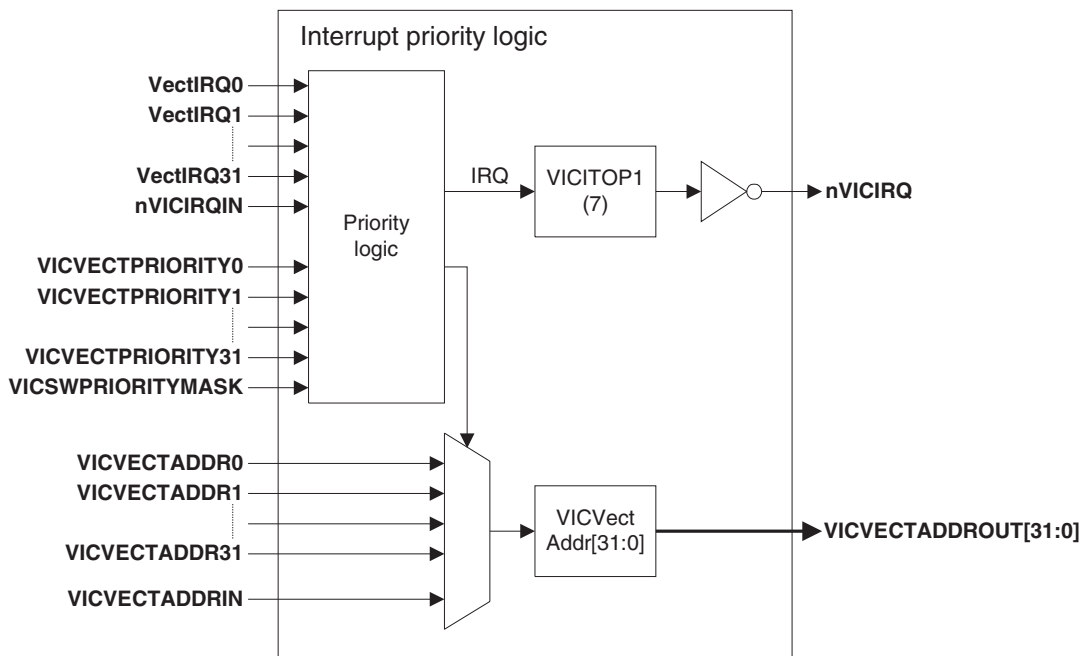 Interrupt priority logic
VectIRQ0
VectIRQ1
VectIRQ31
nVICIRQIN
VICVECTPRIORITY0
VICVECTPRIORITY1
VICVECTPRIORITY31
VICSWPRIORITYMASK
Priority
logic
IRQ
VICITOP1
(7)
nVICIRQ
VICVECTADDR0
VICVECTADDR1
VICVECTADDR31
VICVECTADDRIN
VICVect
Addr[31:0]
VICVECTADDROUT[31:0]